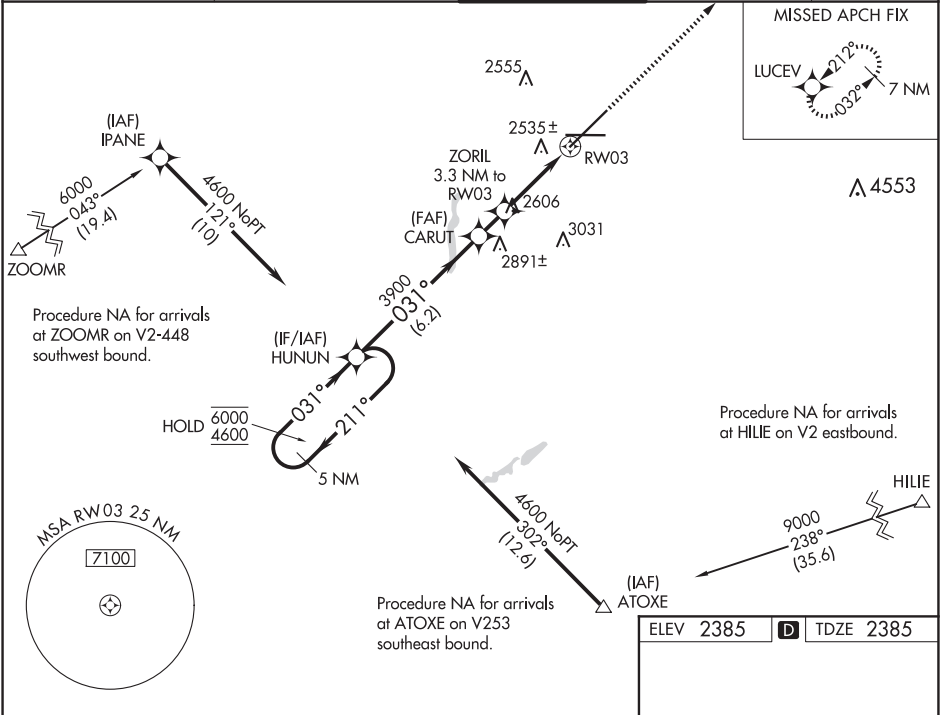 MISSED APCH FIX
LUCEV
212°
032°
7 NM
2555
2535±
RW03
(IAF)
IPANE
6000
043°
(19.4)
ZOOMR
4600 NoPT
121°
(10)
ZORIL
3.3 NM to
RW03
2606
(FAF)
CARUT
3031
2891±
4553
Procedure NA for arrivals
at ZOOMR on V2-448
southwest bound.
3900
031°
(6.2)
(IF/IAF)
HUNUN
031°
211°
HOLD
6000
4600
5 NM
Procedure NA for arrivals
at HILIE on V2 eastbound.
HILIE
9000
238°
(35.6)
4600 NoPT
302°
(12.6)
(IAF)
ATOXE
MSA RW03 25 NM
7100
Procedure NA for arrivals
at ATOXE on V253
southeast bound.
ELEV 2385 D TDZE 2385